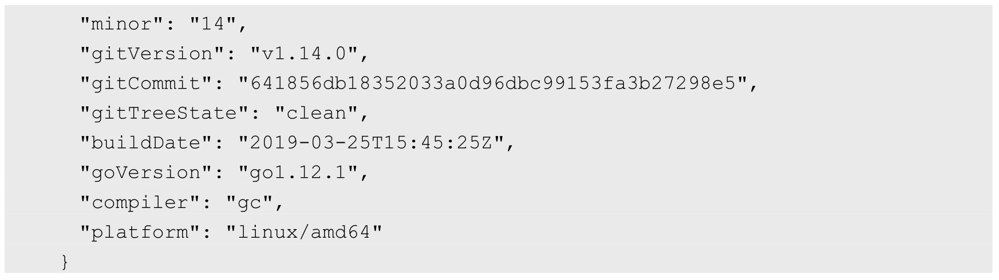 "minor": "14",
"gitVersion": "v1.14.0",
"gitCommit": "641856db18352033a0d96dbc99153fa3b27298e5",
"gitTreeState": "clean",
"buildDate": "2019-03-25T15:45:25Z",
"goVersion": "go1.12.1",
"compiler": "gc",
"platform": "linux/amd64"
}